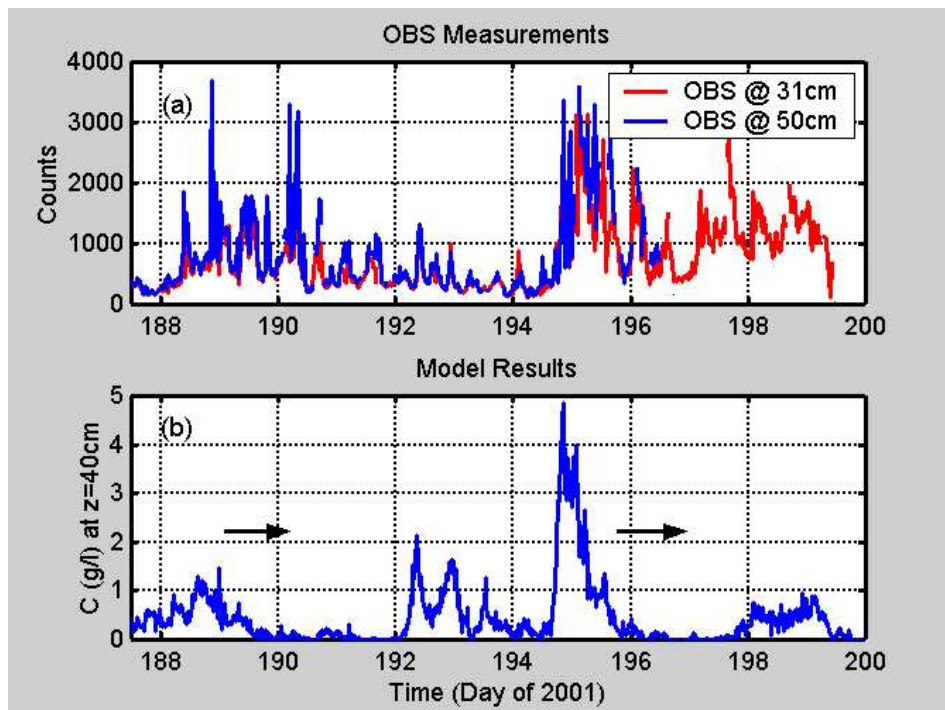 OBS Measurements
4000
3000
2000
1000
0
Counts
(a)
OBS @ 31cm
OBS @ 50cm
188 190 192 194 196 198 200
Model Results
5
4
3
2
1
0
C (g/l) at z=40cm
(b)
188 190 192 194 196 198 200
Time (Day of 2001)